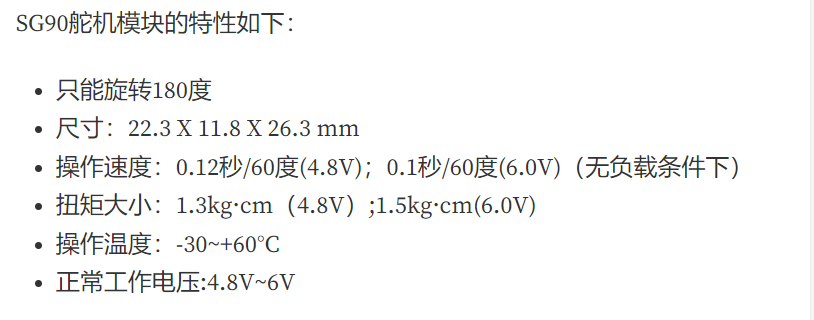 SG90舵机模块的特性如下：
• 只能旋转180度
• 尺寸：22.3 X 11.8 X 26.3 mm
• 操作速度：0.12秒/60度(4.8V)；0.1秒/60度(6.0V)（无负载条件下）
• 扭矩大小：1.3kg·cm（4.8V）;1.5kg·cm(6.0V)
• 操作温度：-30~+60℃
• 正常工作电压:4.8V~6V